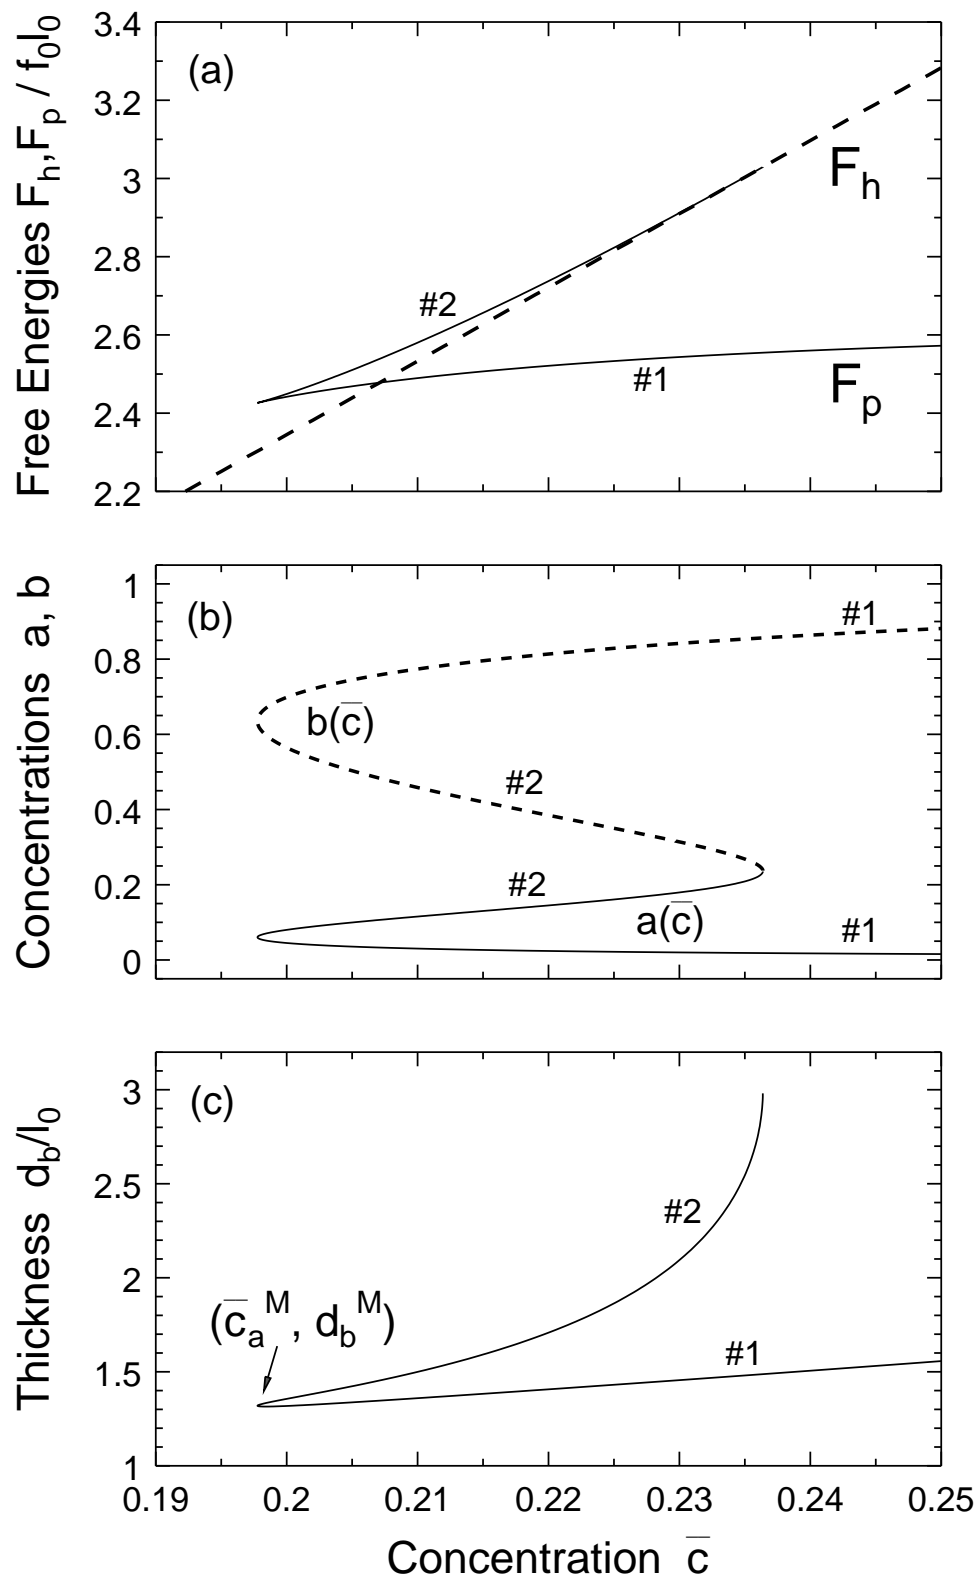 Free Energies F_h,F_p / f_0l_0
3.4
3.2
3
2.8
2.6
2.4
2.2
(a)
F_h
#2
#1
F_p
Concentrations a, b
1
0.8
0.6
0.4
0.2
0
(b)
#1
b(c̅)
#2
#2
a(c̅)
#1
Thickness d_b/l_0
3
2.5
2
1.5
1
(c)
#2
(c̅_a^M, d_b^M)
#1
0.19 0.2 0.21 0.22 0.23 0.24 0.25
Concentration c̅